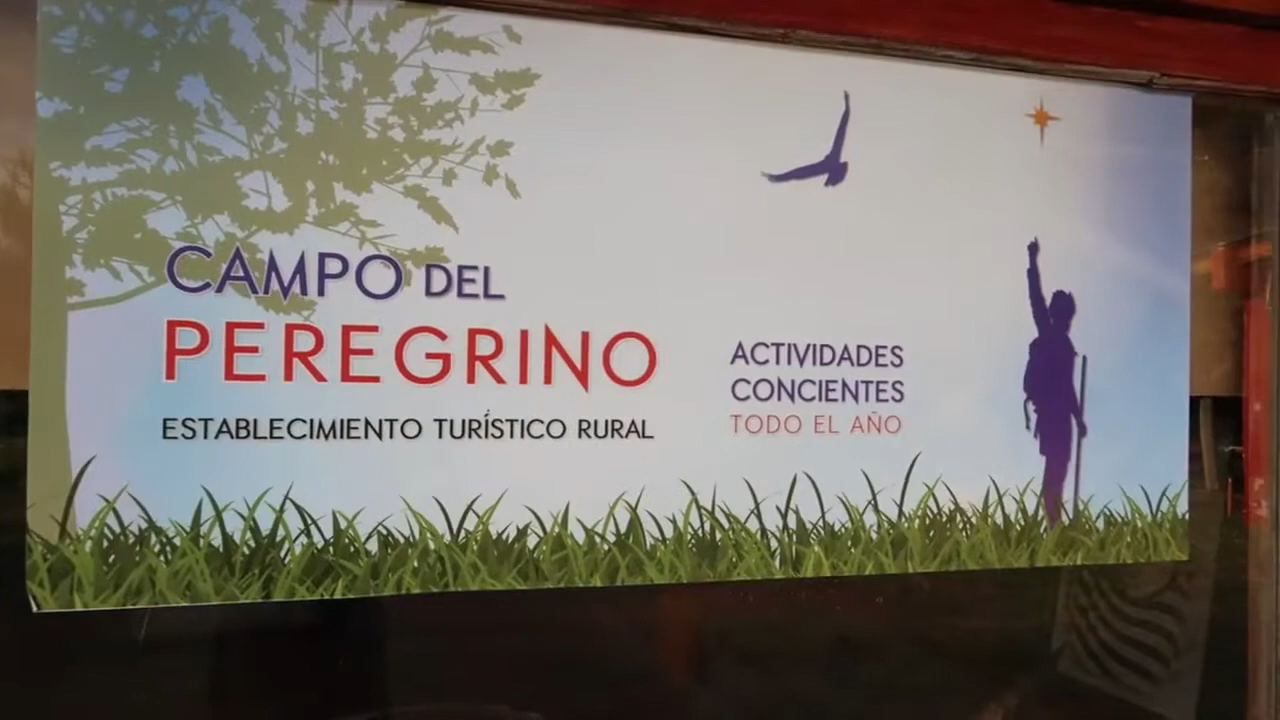 CAMPO DEL
PEREGRINO
ESTABLECIMIENTO TURÍSTICO RURAL
ACTIVIDADES
CONCIENTES
TODO EL AÑO